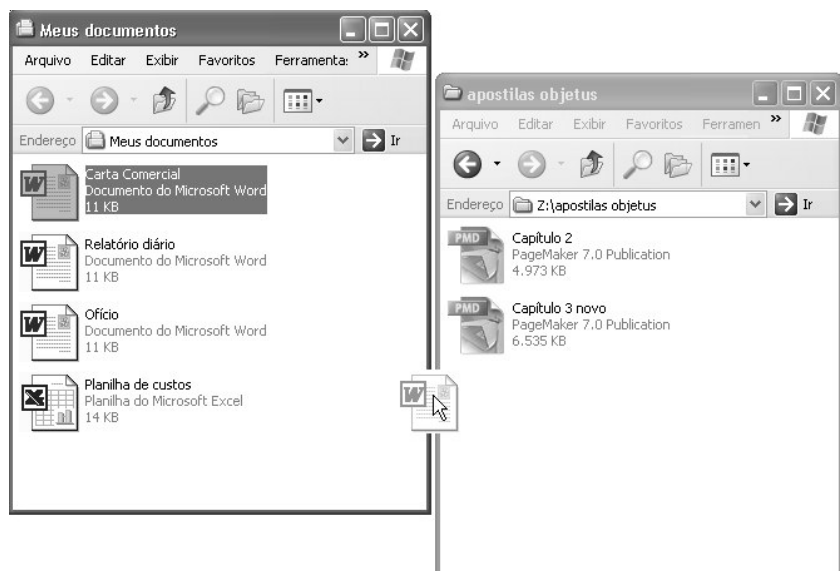 Meus documentos
Arquivo Editar Exibir Favoritos Ferramenta: »
Endereço Meus documentos Ir
Carta Comercial
Documento do Microsoft Word
11 KB
Relatório diário
Documento do Microsoft Word
11 KB
Ofício
Documento do Microsoft Word
11 KB
Planilha de custos
Planilha do Microsoft Excel
14 KB
W
apostilas objetus
Arquivo Editar Exibir Favoritos Ferramen »
Endereço Z:\apostilas objetus Ir
PMD
Capítulo 2
PageMaker 7.0 Publication
4.973 KB
PMD
Capítulo 3 novo
PageMaker 7.0 Publication
6.535 KB